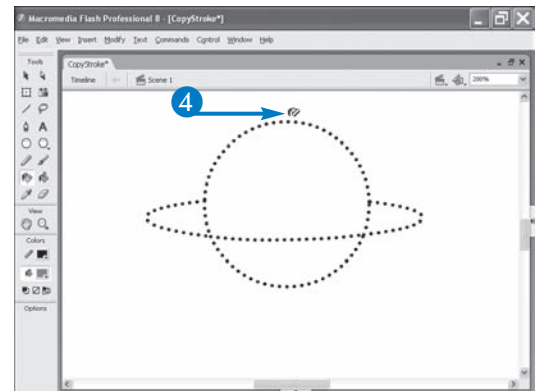 Macromedia Flash Professional 8 - [CopyStroke*]
File Edit View Insert Modify Text Commands Control Window Help
Tools
CopyStroke*
Timeline
Scene 1
200%
4
A
View
Colors
Options